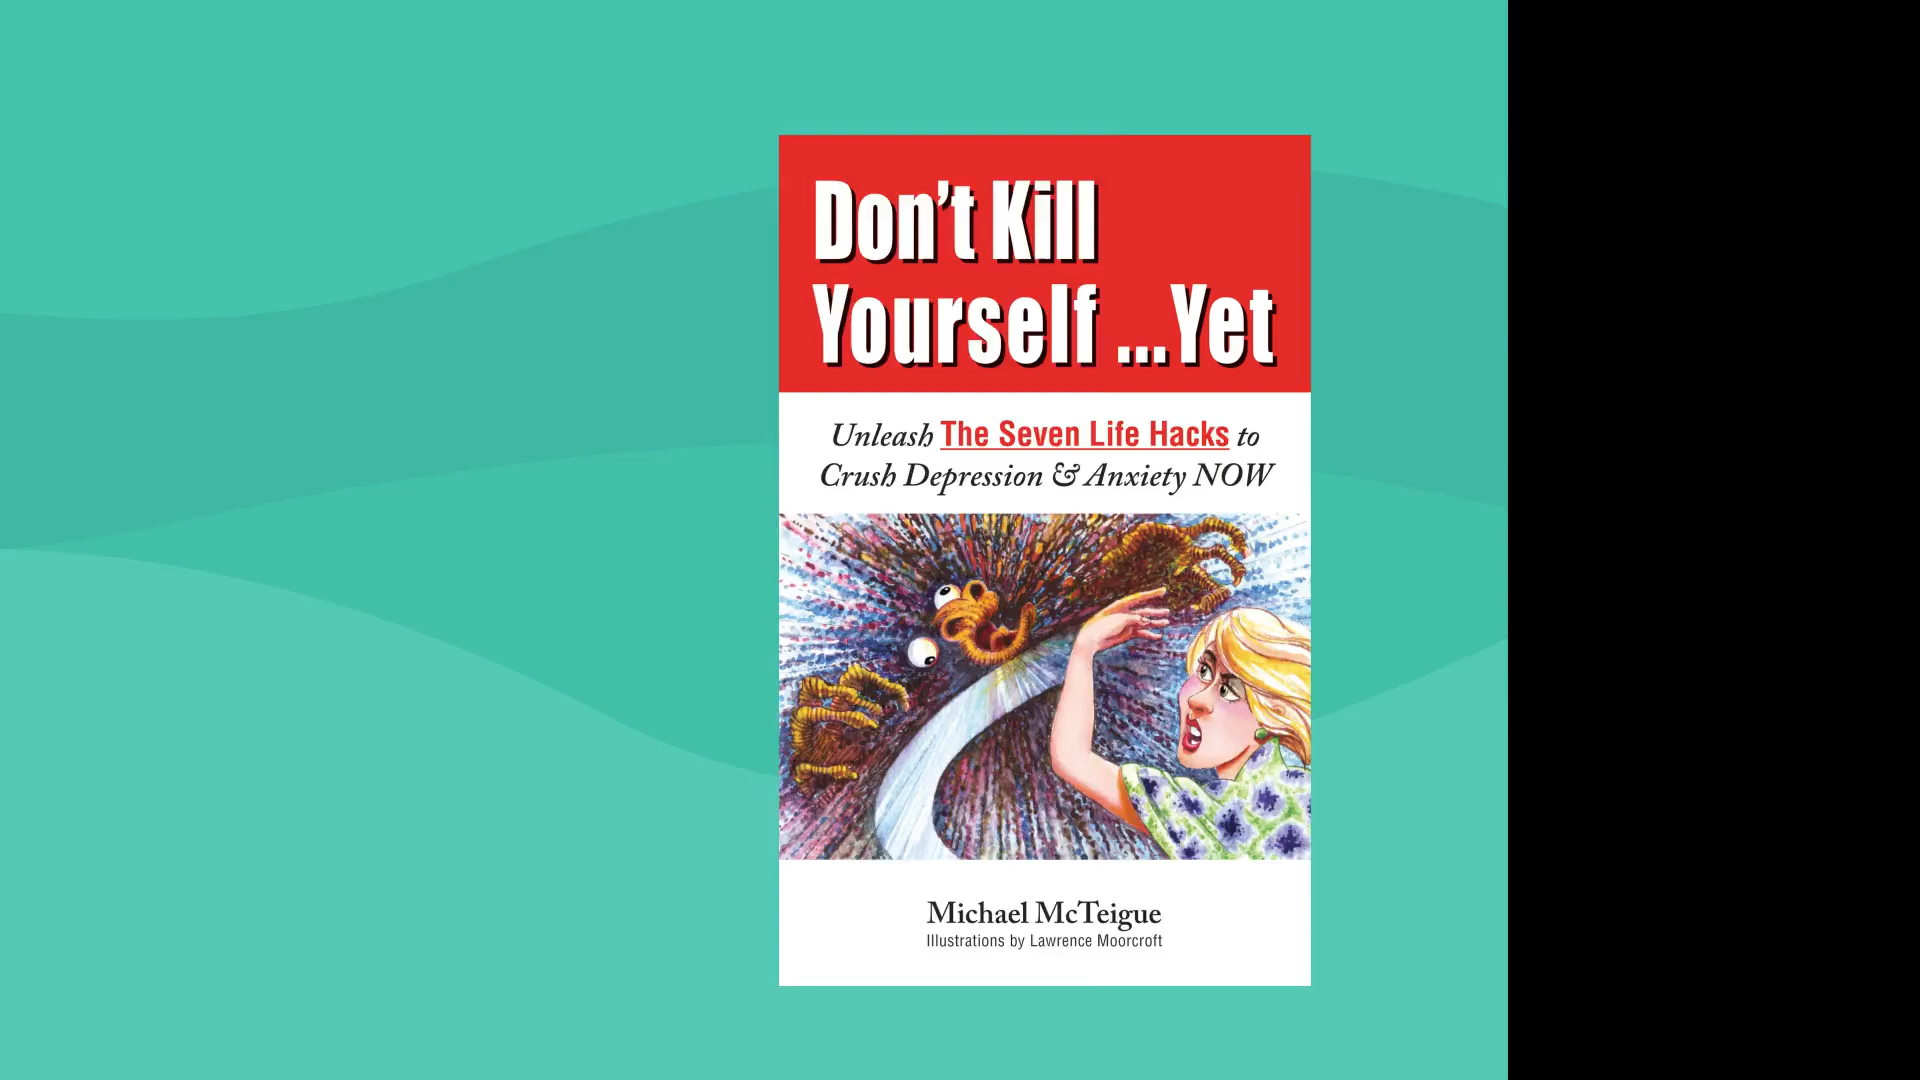 Don't Kill
Yourself ...Yet
Unleash The Seven Life Hacks to
Crush Depression & Anxiety NOW
Michael McTeigue
Illustrations by Lawrence Moorcroft